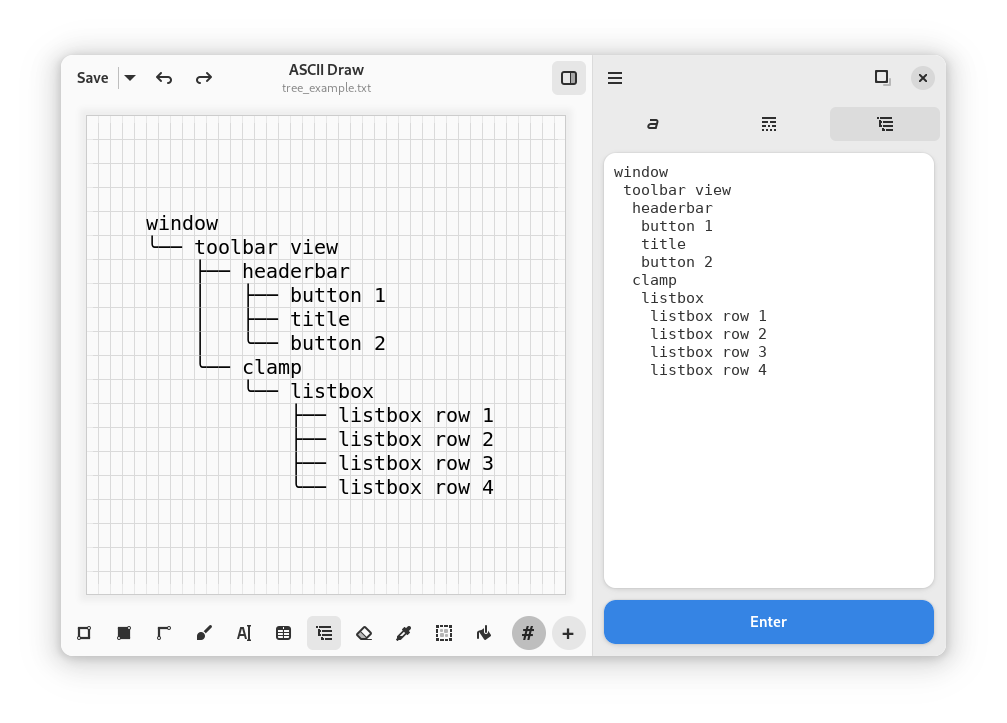 Save
ASCII Draw
tree_example.txt
window
╰── toolbar view
    ├── headerbar
    │   ├── button 1
    │   ├── title
    │   ╰── button 2
    ╰── clamp
        ╰── listbox
            ├── listbox row 1
            ├── listbox row 2
            ├── listbox row 3
            ╰── listbox row 4
a
window
 toolbar view
  headerbar
   button 1
   title
   button 2
  clamp
   listbox
    listbox row 1
    listbox row 2
    listbox row 3
    listbox row 4
Enter
A
#
+